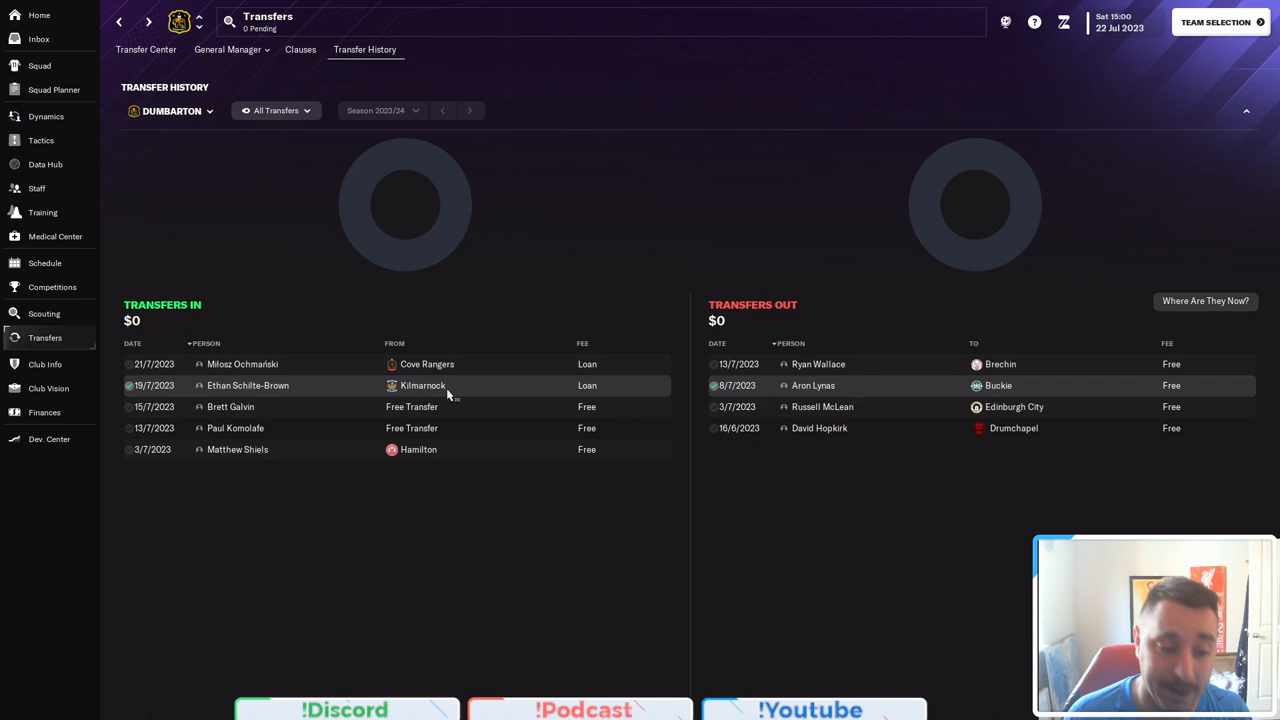 Home
Inbox
Squad
Squad Planner
Dynamics
Tactics
Data Hub
Staff
Training
Medical Center
Schedule
Competitions
Scouting
Transfers
Club Info
Club Vision
Finances
Dev. Center
Transfers
0 Pending
Sat 15:00
22 Jul 2023
TEAM SELECTION
Transfer Center
General Manager
Clauses
Transfer History
TRANSFER HISTORY
DUMBARTON
All Transfers
Season 2023/24
TRANSFERS IN
$0
DATE PERSON FROM FEE
21/7/2023 Miłosz Ochmański Cove Rangers Loan
19/7/2023 Ethan Schilte-Brown Kilmarnock Loan
15/7/2023 Brett Galvin Free Transfer Free
13/7/2023 Paul Komolafe Free Transfer Free
3/7/2023 Matthew Shiels Hamilton Free
TRANSFERS OUT
$0
Where Are They Now?
DATE PERSON TO FEE
13/7/2023 Ryan Wallace Brechin Free
8/7/2023 Aron Lynas Buckie Free
3/7/2023 Russell McLean Edinburgh City Free
16/6/2023 David Hopkirk Drumchapel Free
!Discord
!Podcast
!Youtube